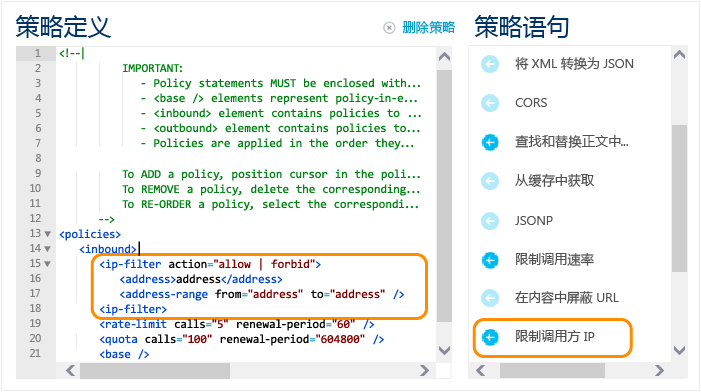 策略定义
删除策略
1 <!--
2 IMPORTANT:
3 - Policy statements MUST be enclosed with...
4 - <base /> elements represent policy-in-e...
5 - <inbound> element contains policies to ...
6 - <outbound> element contains policies to...
7 - Policies are applied in the order they...
8
9 To ADD a policy, position cursor in the poli...
10 To REMOVE a policy, delete the corresponding...
11 To RE-ORDER a policy, select the correspondi...
12 -->
13 <policies>
14 <inbound>
15 <ip-filter action="allow | forbid">
16 <address>address</address>
17 <address-range from="address" to="address" />
18 <ip-filter>
19 <rate-limit calls="5" renewal-period="60" />
20 <quota calls="100" renewal-period="604800" />
21 <base />
策略语句
将 XML 转换为 JSON
CORS
查找和替换正文中...
从缓存中获取
JSONP
限制调用速率
在内容中屏蔽 URL
限制调用方 IP